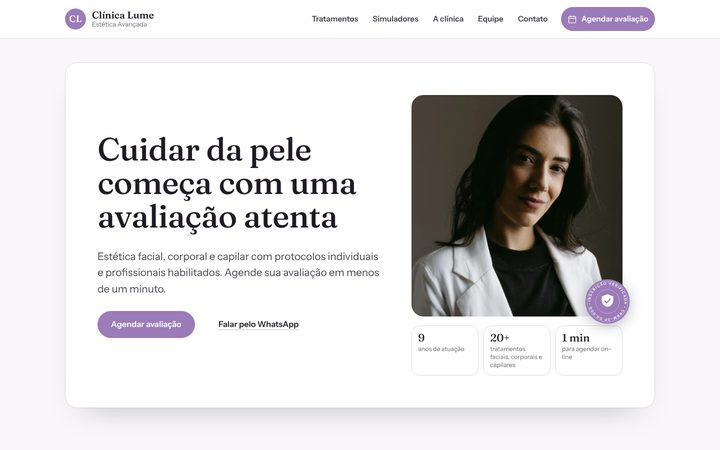 CL
Clínica Lume
Estética Avançada
Tratamentos
Simuladores
A clínica
Equipe
Contato
Agendar avaliação
Cuidar da pele
começa com uma
avaliação atenta
Estética facial, corporal e capilar com protocolos individuais
e profissionais habilitados. Agende sua avaliação em menos
de um minuto.
Agendar avaliação
Falar pelo WhatsApp
INSCRIÇÃO VERIFICADA
9
anos de atuação
20+
tratamentos
faciais, corporais e
capilares
1 min
para agendar on-
line